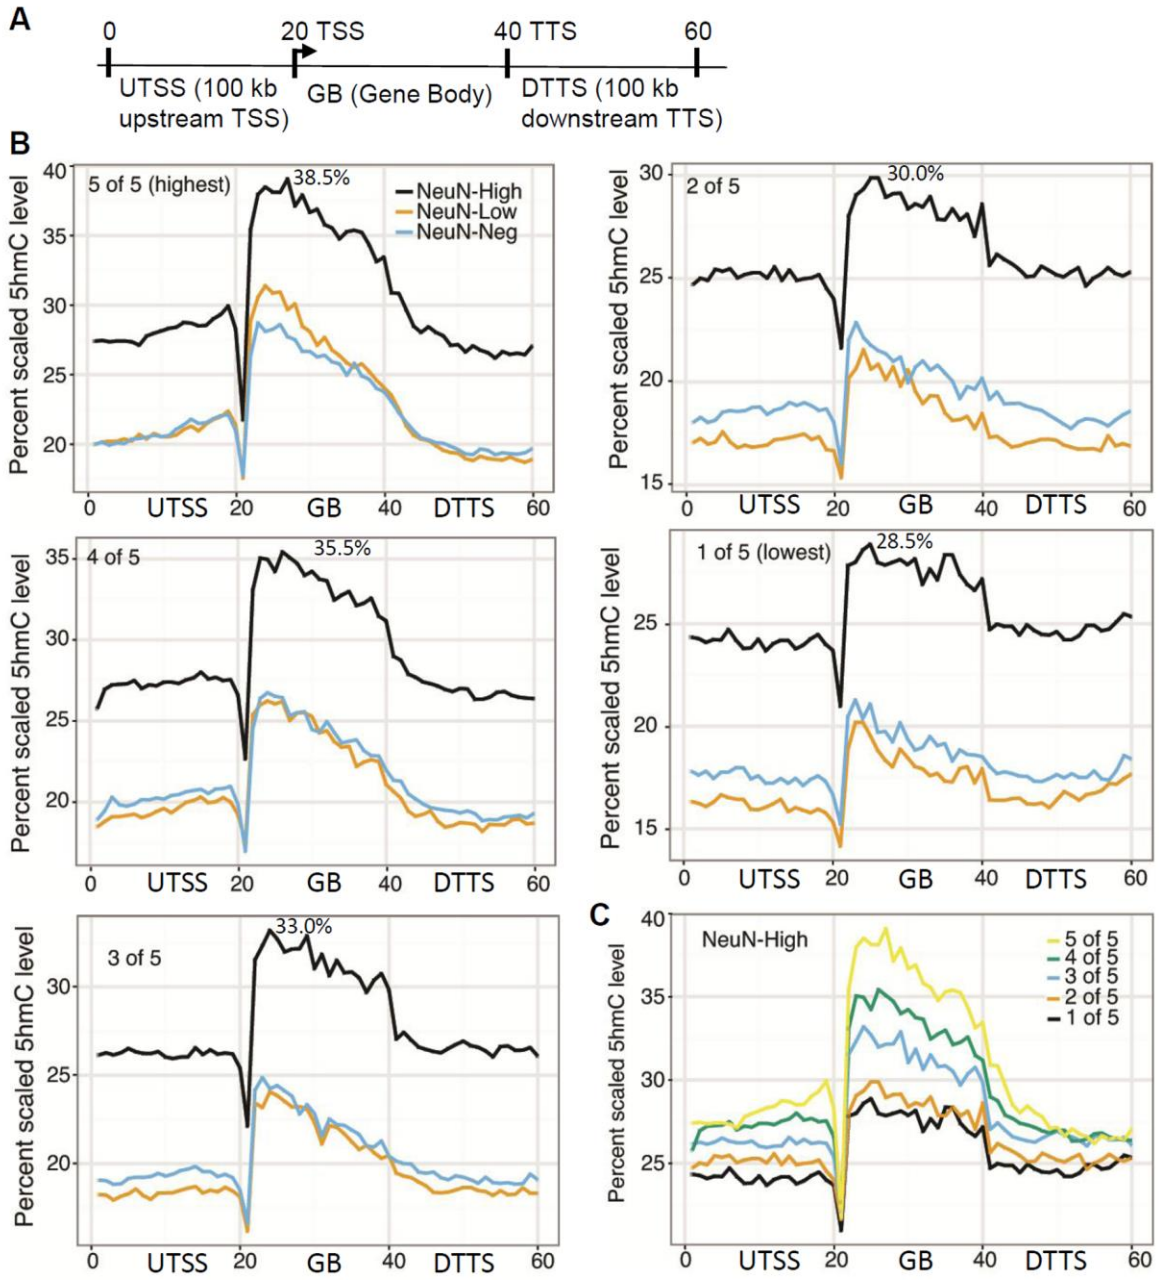 A
0 20 TSS 40 TTS 60
UTSS (100 kb
upstream TSS)
GB (Gene Body)
DTTS (100 kb
downstream TTS)
B
Percent scaled 5hmC level
40
35
30
25
20
5 of 5 (highest)
38.5%
NeuN-High
NeuN-Low
NeuN-Neg
0 UTSS 20 GB 40 DTTS 60
Percent scaled 5hmC level
30
25
20
15
2 of 5
30.0%
0 UTSS 20 GB 40 DTTS 60
Percent scaled 5hmC level
35
30
25
20
4 of 5
35.5%
0 UTSS 20 GB 40 DTTS 60
Percent scaled 5hmC level
25
20
15
1 of 5 (lowest)
28.5%
0 UTSS 20 GB 40 DTTS 60
Percent scaled 5hmC level
30
25
20
3 of 5
33.0%
0 UTSS 20 GB 40 DTTS 60
C
Percent scaled 5hmC level
40
35
30
25
NeuN-High
5 of 5
4 of 5
3 of 5
2 of 5
1 of 5
0 UTSS 20 GB 40 DTTS 60